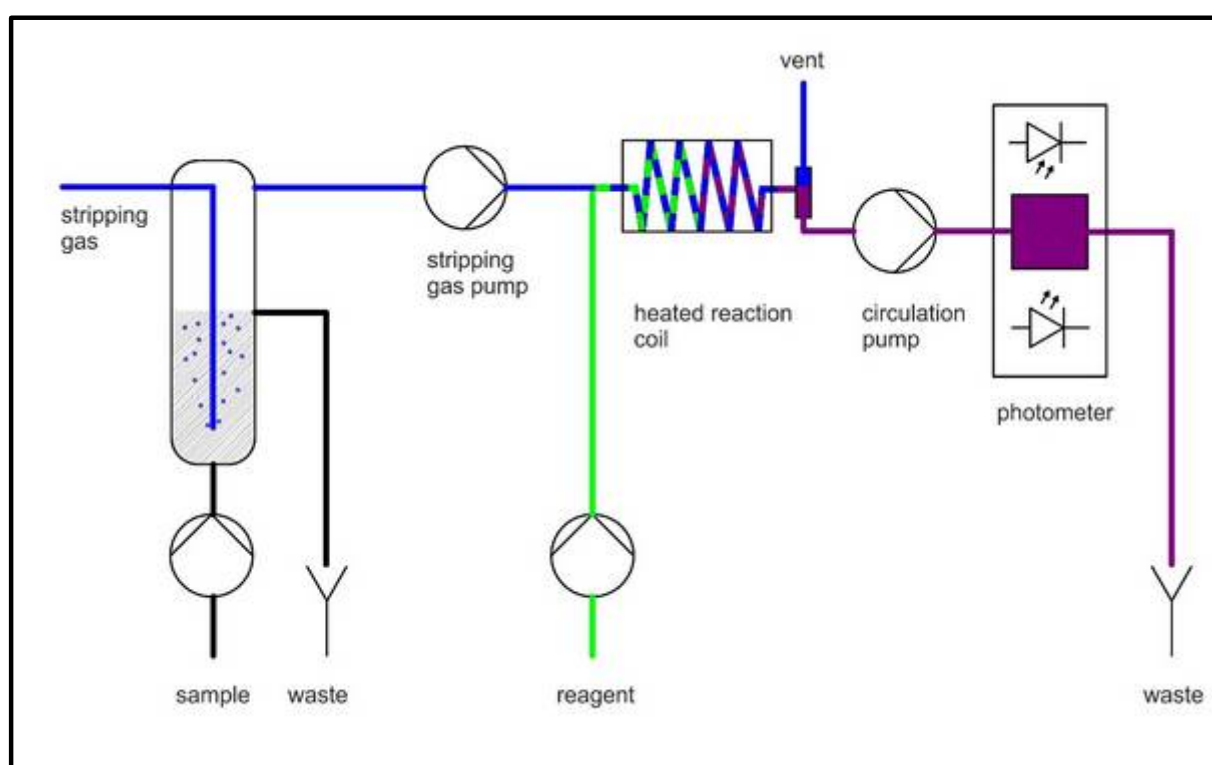 vent
stripping
gas
stripping
gas pump
heated reaction
coil
circulation
pump
photometer
sample
waste
reagent
waste